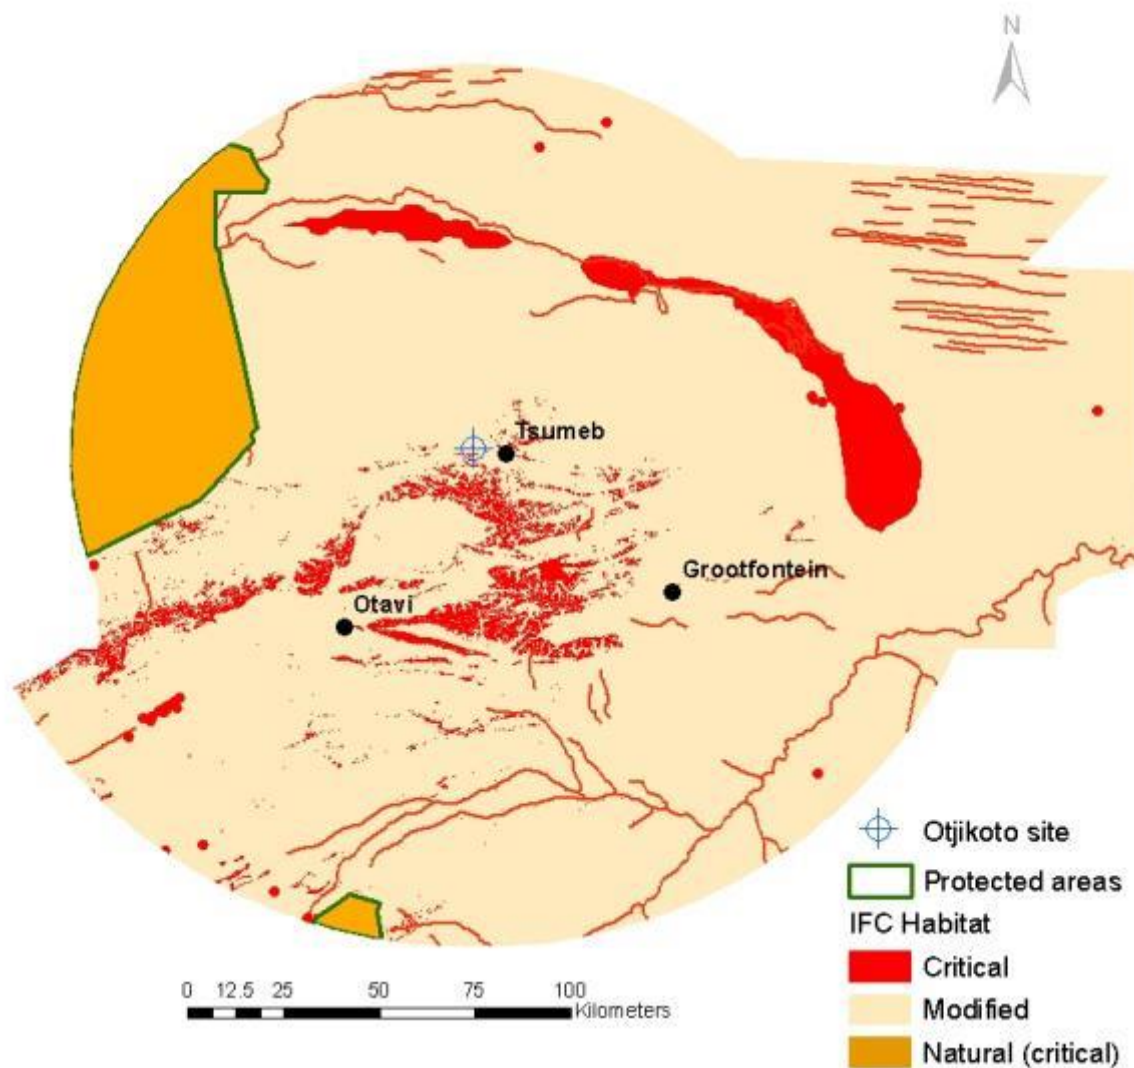 N
Tsumeb
Grootfontein
Otavi
Otjikoto site
Protected areas
IFC Habitat
Critical
Modified
Natural (critical)
0 12.5 25 50 75 100
Kilometers